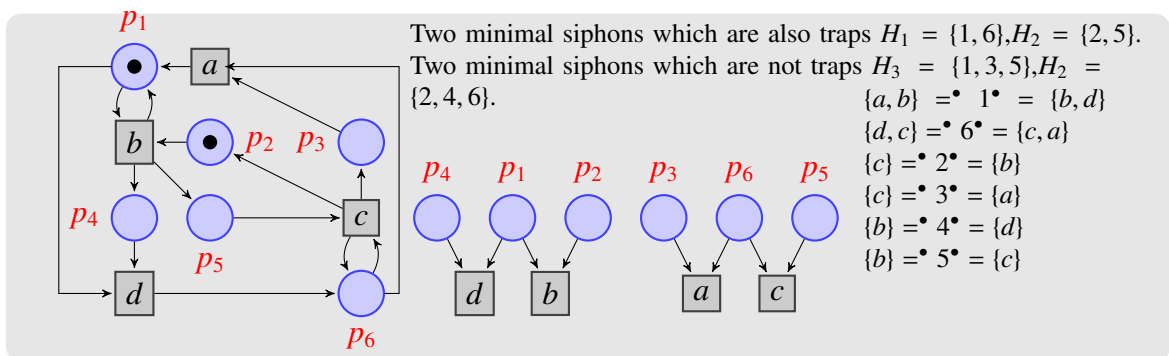 Two minimal siphons which are also traps H₁ = {1, 6},H₂ = {2, 5}.
Two minimal siphons which are not traps H₃ = {1, 3, 5},H₂ =
{2, 4, 6}.
{a, b} =• 1• = {b, d}
{d, c} =• 6• = {c, a}
{c} =• 2• = {b}
{c} =• 3• = {a}
{b} =• 4• = {d}
{b} =• 5• = {c}
p₁
a
b
p₂
p₃
p₄
p₅
c
d
p₆
p₄ p₁ p₂ p₃ p₆ p₅
d b a c